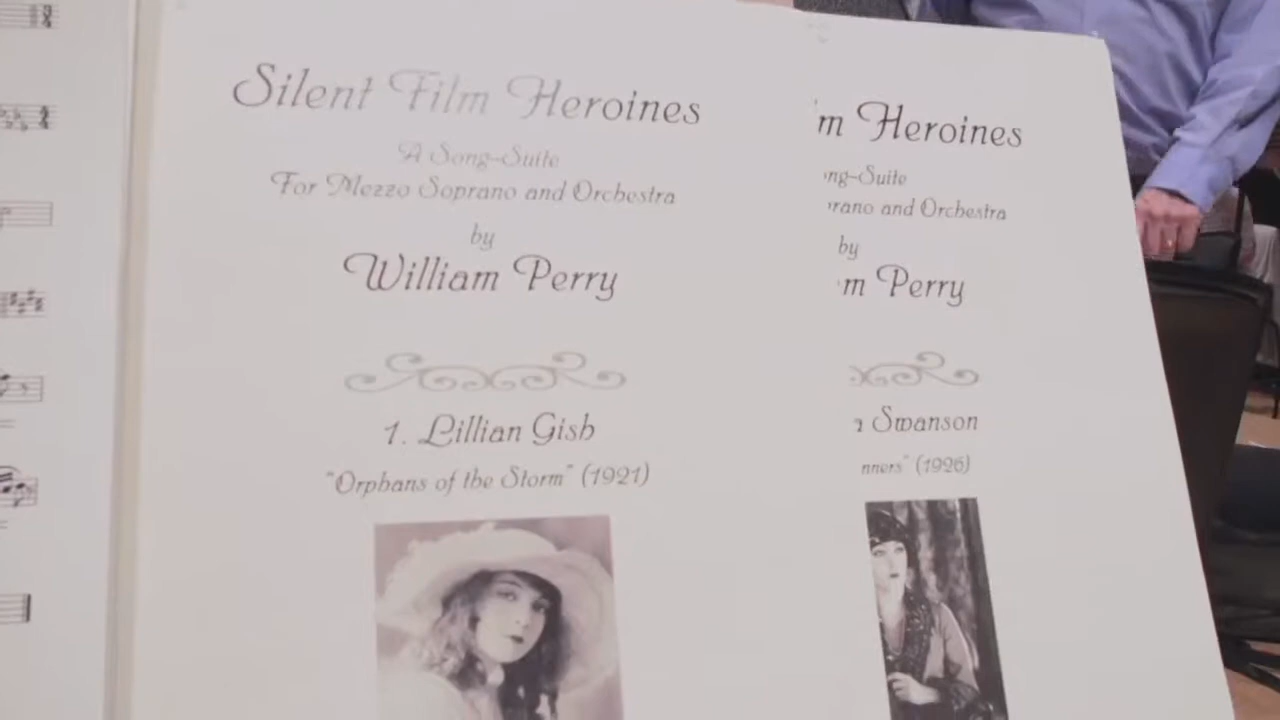 Silent Film Heroines
A Song-Suite
For Mezzo Soprano and Orchestra
by
William Perry
1. Lillian Gish
"Orphans of the Storm" (1921)
m Heroines
ng-Suite
rano and Orchestra
by
m Perry
Swanson
nners" (1926)